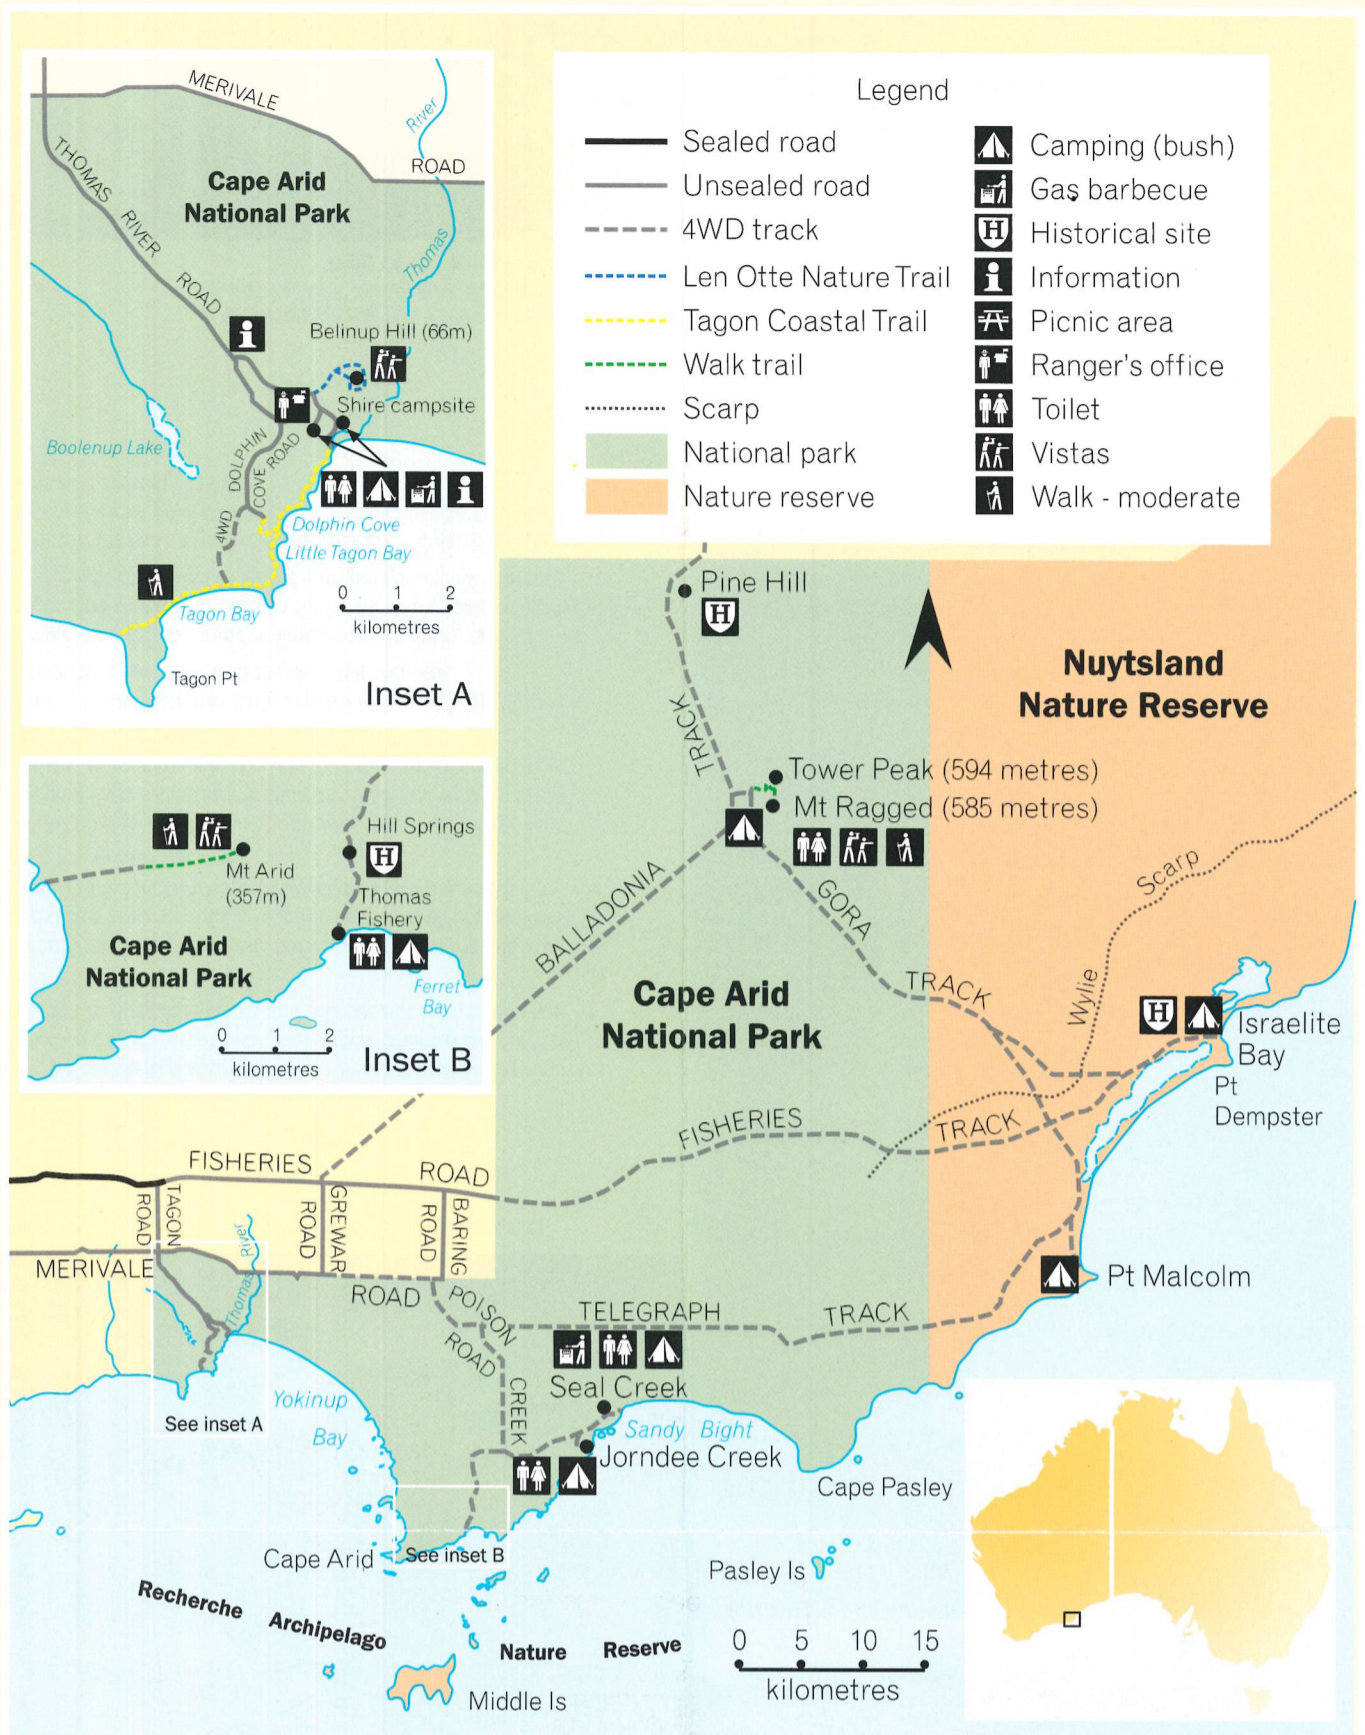 MERIVALE
River
ROAD
THOMAS
RIVER
ROAD
Cape Arid
National Park
Thomas
Belinup Hill (66m)
Shire campsite
Boolenup Lake
DOLPHIN
COVE
ROAD
4WD
Dolphin Cove
Little Tagon Bay
0 1 2
kilometres
Tagon Bay
Tagon Pt
Inset A
Legend
Sealed road
Unsealed road
4WD track
Len Otte Nature Trail
Tagon Coastal Trail
Walk trail
Scarp
National park
Nature reserve
Camping (bush)
Gas barbecue
H Historical site
i Information
Picnic area
Ranger's office
Toilet
Vistas
Walk - moderate
Hill Springs
H
Mt Arid
(357m)
Thomas
Fishery
Cape Arid
National Park
Ferret
Bay
0 1 2
kilometres
Inset B
Pine Hill
H
TRACK
Nuytsland
Nature Reserve
Tower Peak (594 metres)
Mt Ragged (585 metres)
BALLADONIA
GORA
TRACK
Scarp
Wylie
Cape Arid
National Park
H
Israelite
Bay
Pt
Dempster
FISHERIES
TRACK
FISHERIES
ROAD
TAGON
ROAD
GREWAR
ROAD
BARING
ROAD
River
Thomas
MERIVALE
ROAD
POISON
ROAD
CREEK
TELEGRAPH
TRACK
Pt Malcolm
Seal Creek
Sandy Bight
Jorndee Creek
See inset A
Yokinup
Bay
Cape Pasley
Cape Arid
See inset B
Pasley Is
Recherche Archipelago
Nature Reserve
Middle Is
0 5 10 15
kilometres